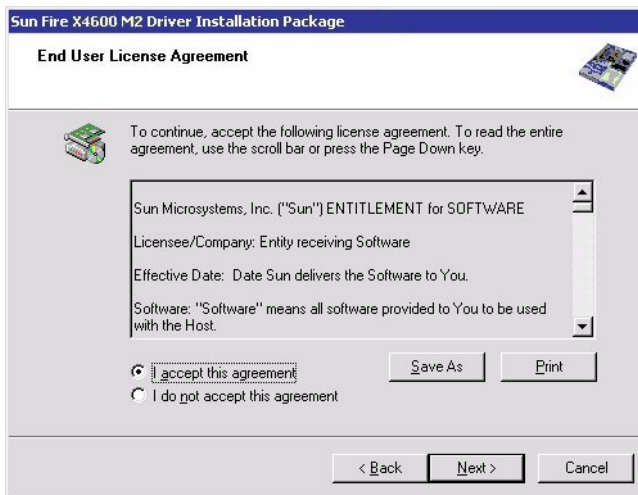 Sun Fire X4600 M2 Driver Installation Package
End User License Agreement
To continue, accept the following license agreement. To read the entire
agreement, use the scroll bar or press the Page Down key.
Sun Microsystems, Inc. ("Sun") ENTITLEMENT for SOFTWARE
Licensee/Company: Entity receiving Software
Effective Date:  Date Sun delivers the Software to You.
Software: "Software" means all software provided to You to be used
with the Host.
I accept this agreement
I do not accept this agreement
Save As
Print
< Back
Next >
Cancel